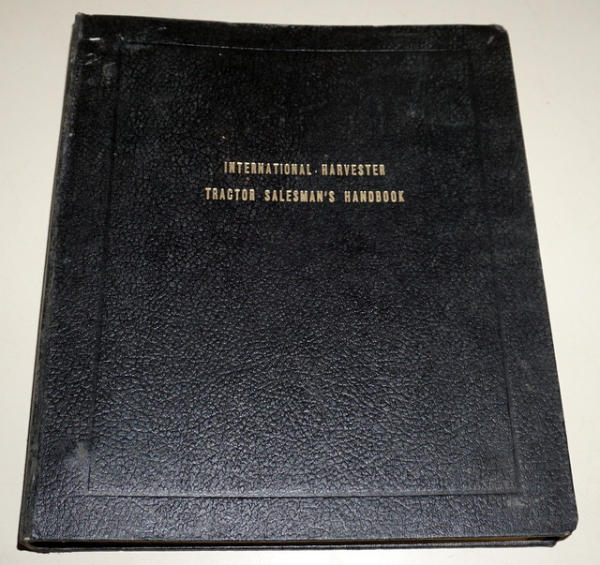 INTERNATIONAL HARVESTER
TRACTOR SALESMAN'S HANDBOOK